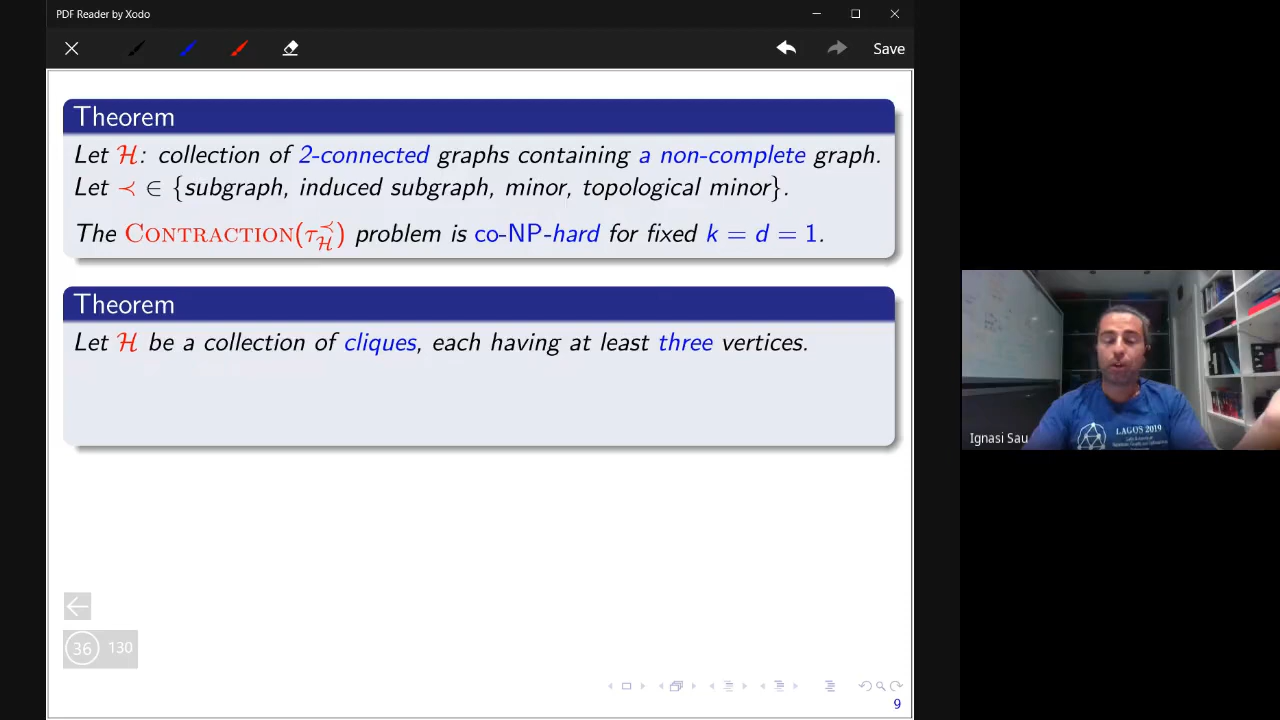 PDF Reader by Xodo
Save
Theorem
Let ℋ: collection of 2-connected graphs containing a non-complete graph.
Let ≺ ∈ {subgraph, induced subgraph, minor, topological minor}.
The CONTRACTION(τ_ℋ^≺) problem is co-NP-hard for fixed k = d = 1.
Theorem
Let ℋ be a collection of cliques, each having at least three vertices.
36 130
9
LAGOS 2019
Ignasi Sau